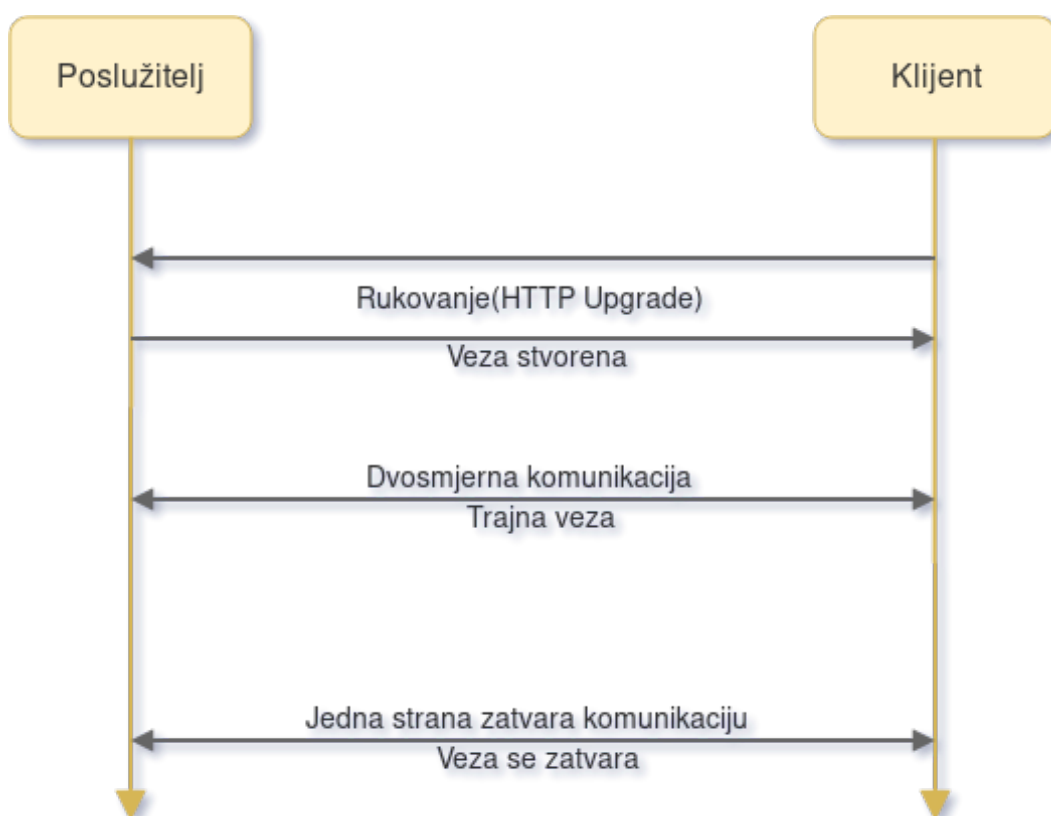 Poslužitelj
Klijent
Rukovanje(HTTP Upgrade)
Veza stvorena
Dvosmjerna komunikacija
Trajna veza
Jedna strana zatvara komunikaciju
Veza se zatvara